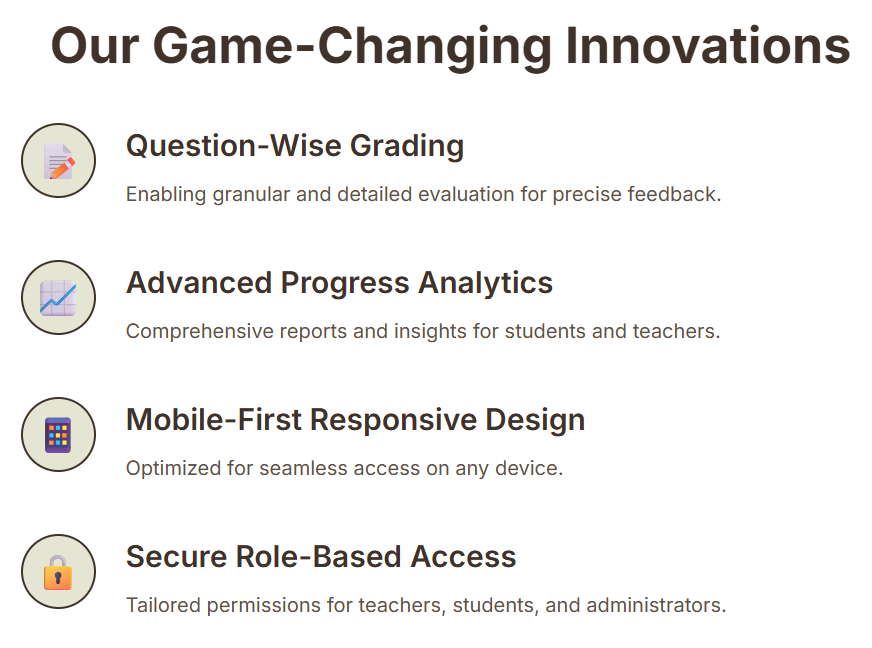 Our Game-Changing Innovations
Question-Wise Grading
Enabling granular and detailed evaluation for precise feedback.
Advanced Progress Analytics
Comprehensive reports and insights for students and teachers.
Mobile-First Responsive Design
Optimized for seamless access on any device.
Secure Role-Based Access
Tailored permissions for teachers, students, and administrators.